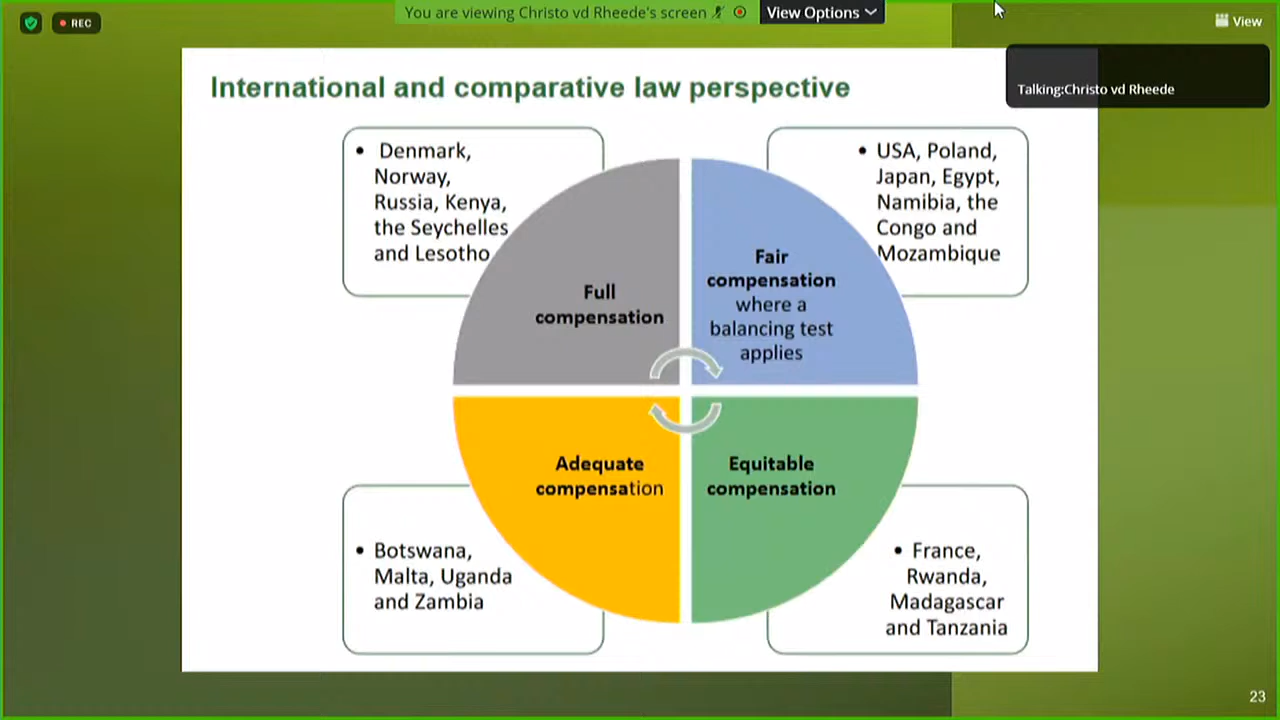 REC
You are viewing Christo vd Rheede's screen
View Options
View
Talking:Christo vd Rheede
International and comparative law perspective
• Denmark,
Norway,
Russia, Kenya,
the Seychelles
and Lesotho
• USA, Poland,
Japan, Egypt,
Namibia, the
Congo and
Mozambique
Full
compensation
Fair
compensation
where a
balancing test
applies
Adequate
compensation
Equitable
compensation
• Botswana,
Malta, Uganda
and Zambia
• France,
Rwanda,
Madagascar
and Tanzania
23